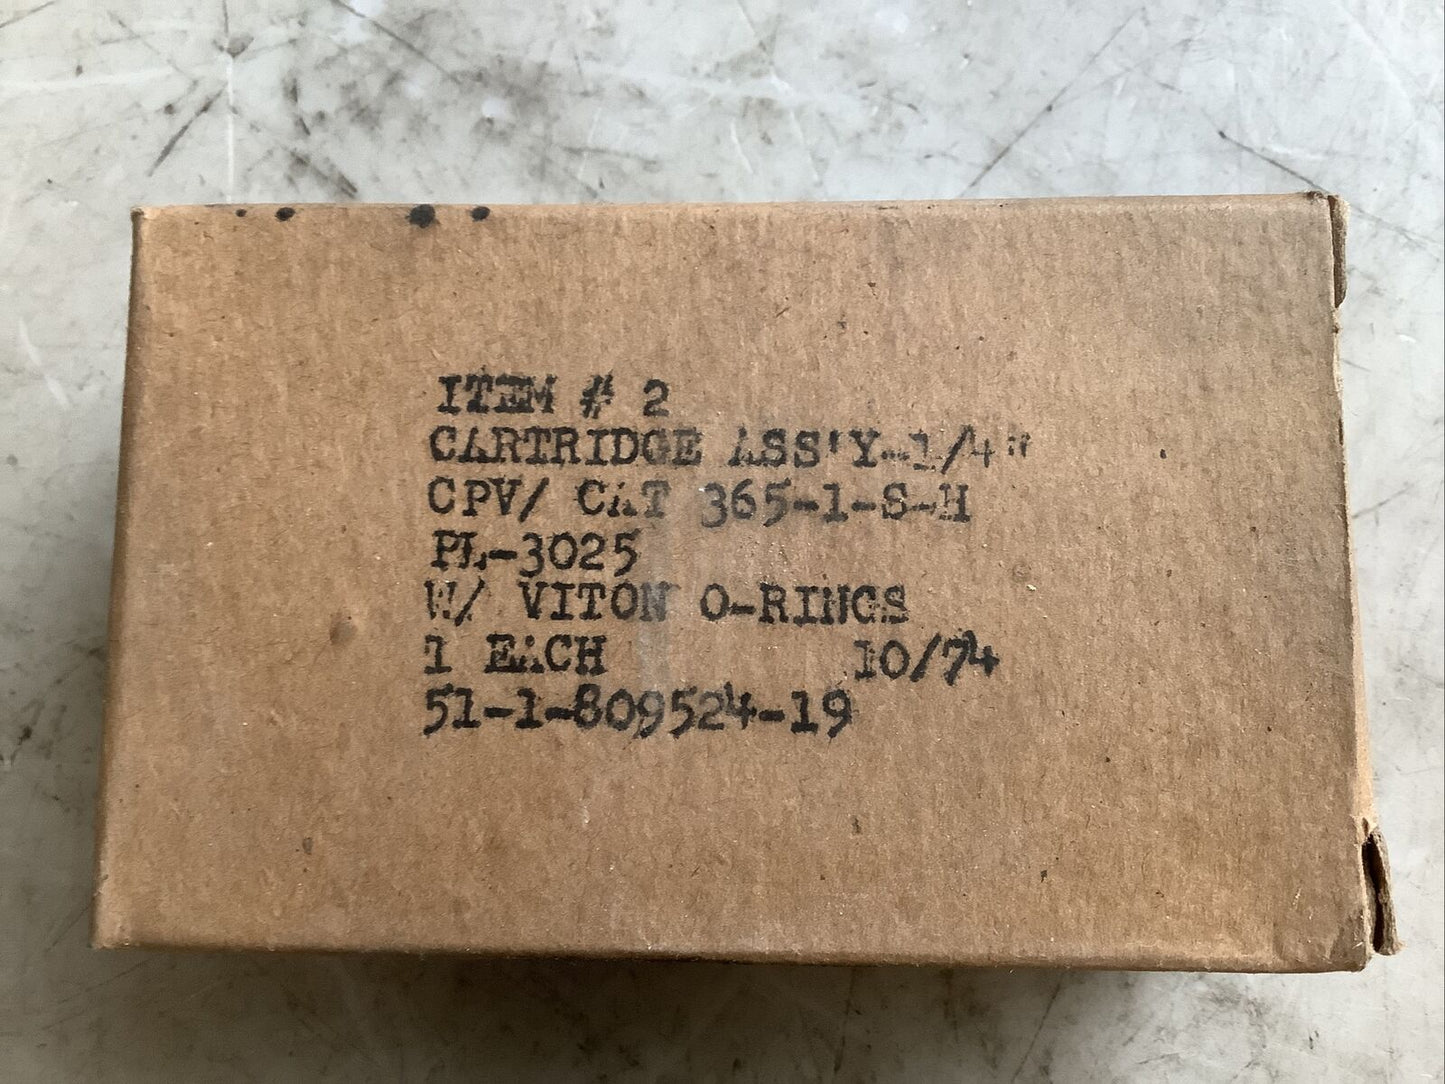 ITEM # 2
CARTRIDGE ASS'Y-1/4"
CPV/ CAT 365-1-S-H
PL-3025
W/ VITON O-RINGS
1 EACH 10/74
51-1-809524-19